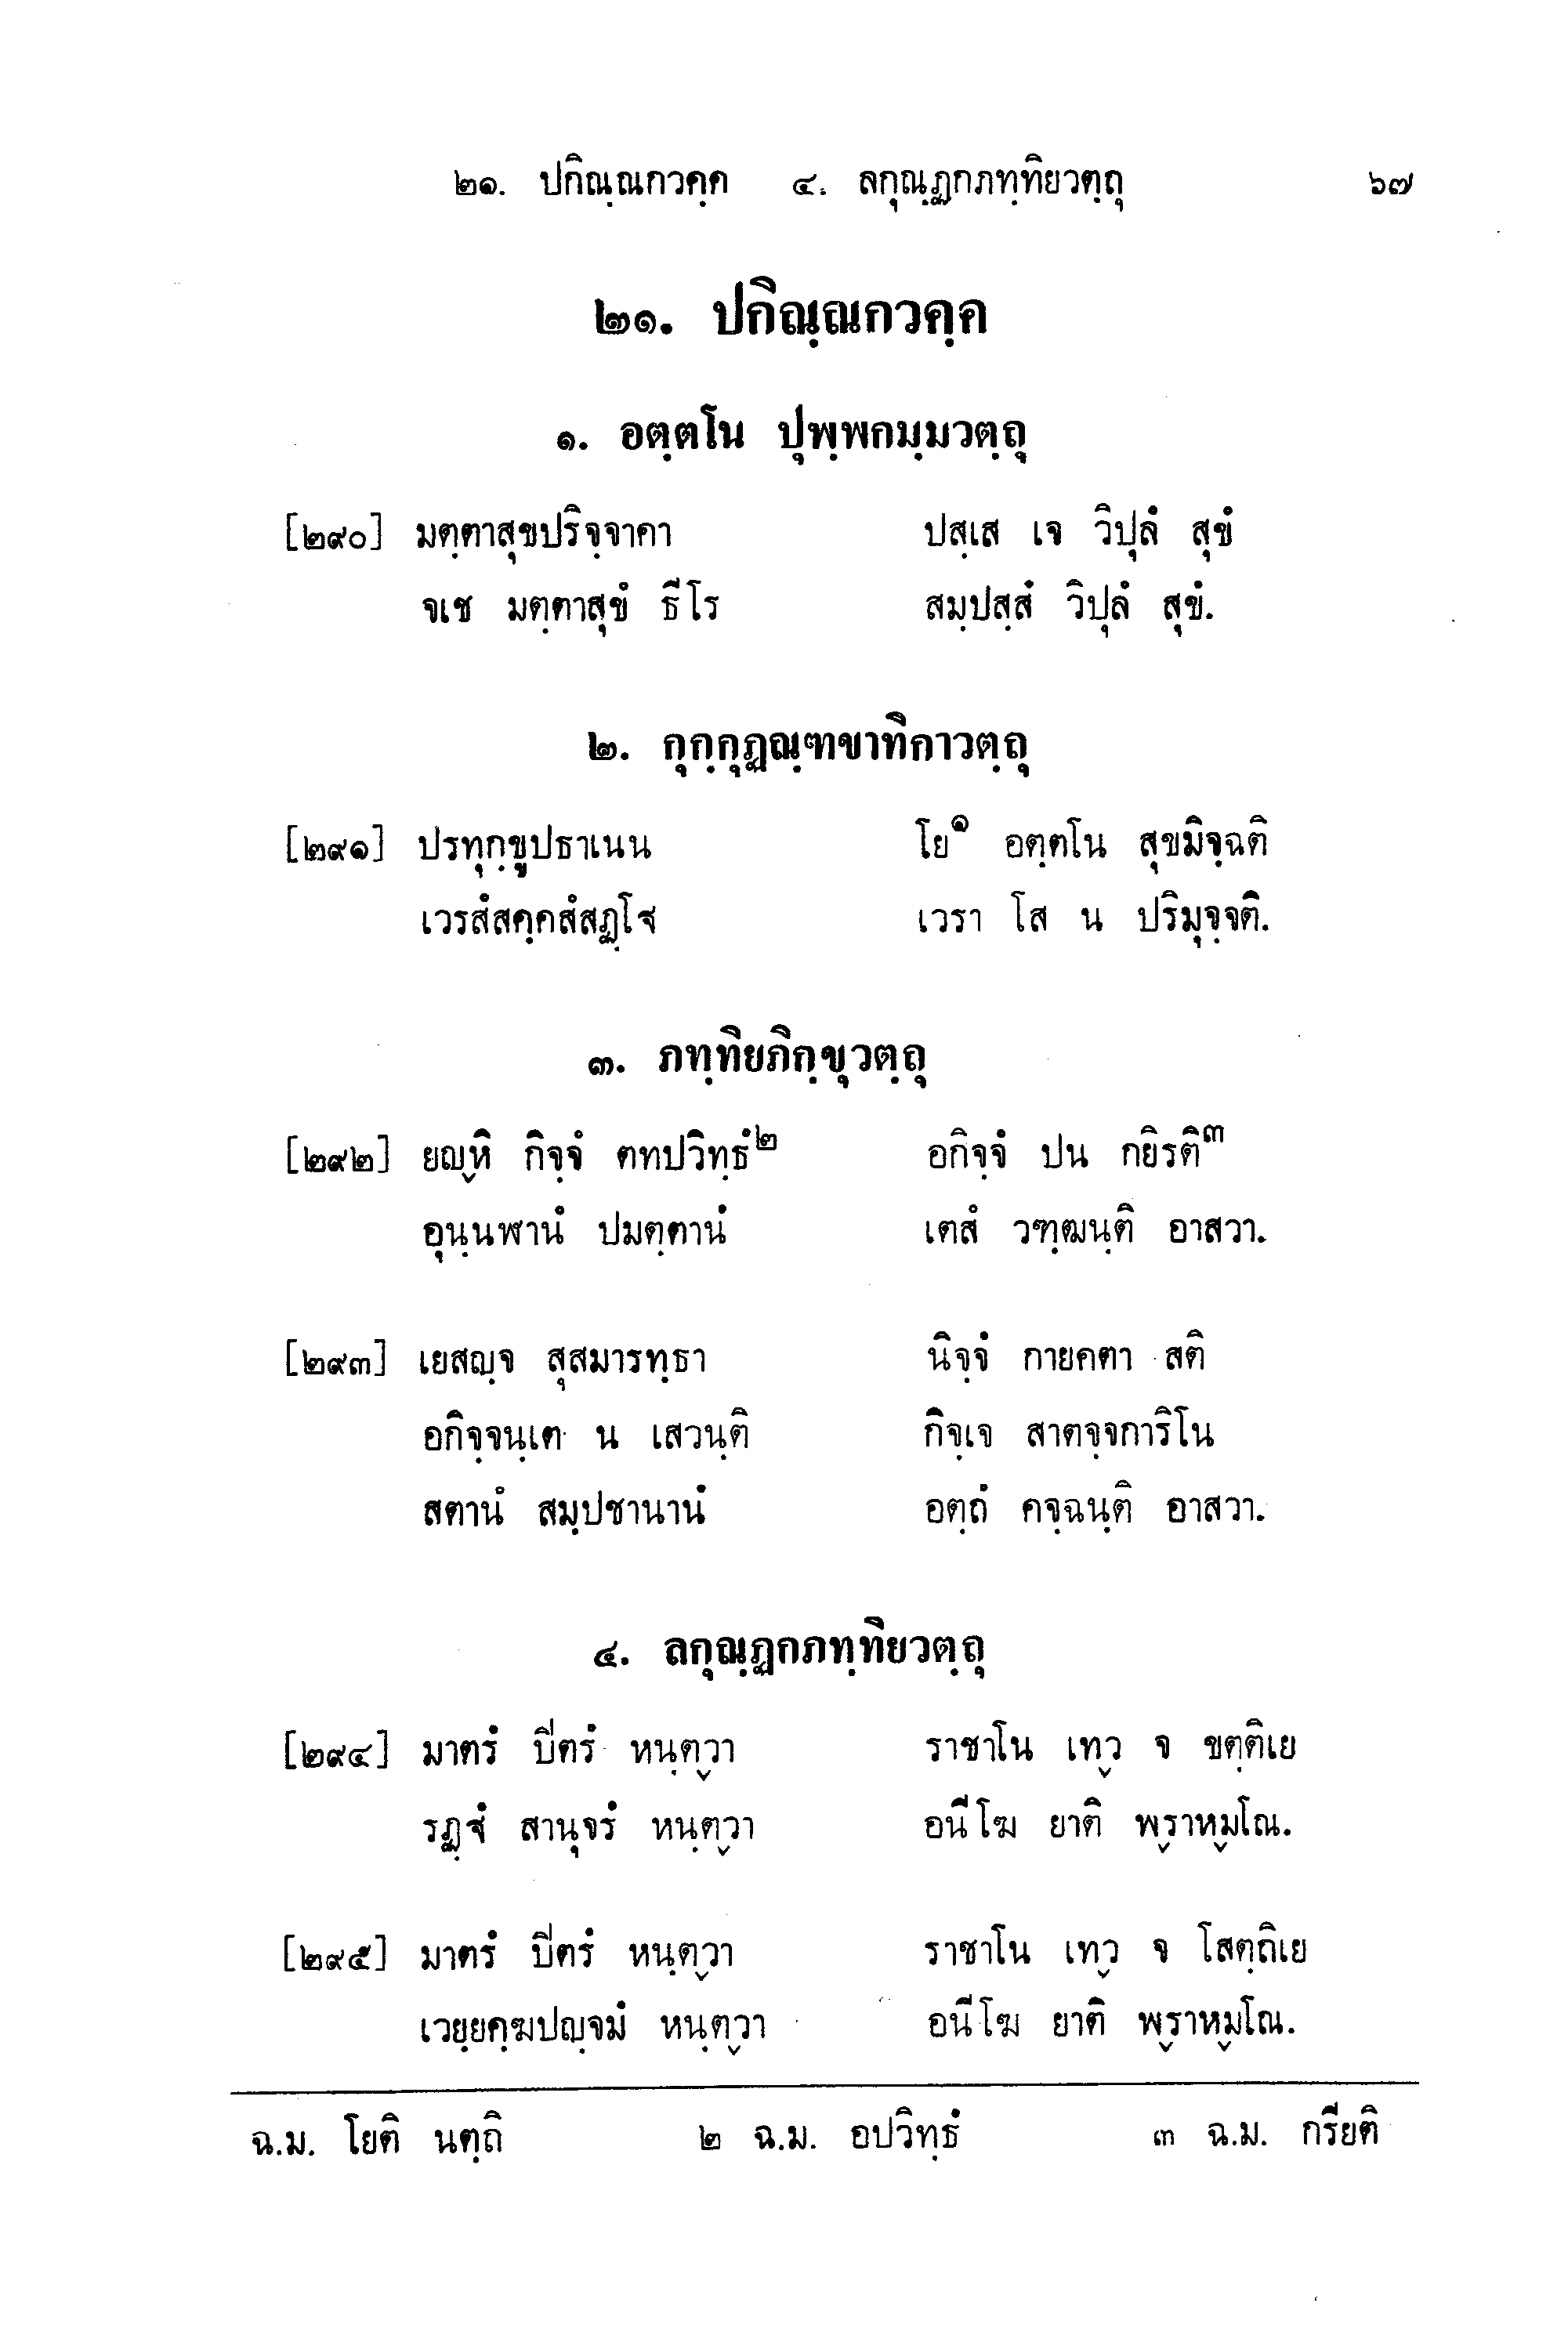 ๒๑. ปกิณฺณกวคฺค ๔. ลกุณฺฏกภทฺทิยวตฺถุ ๖๗
๒๑. ปกิณฺณกวคฺค
๑. อตฺตโน ปุพฺพกมฺมวตฺถุ
[๒๙๐] มตฺตาสุขปริจฺจาคา ปสฺเส เจ วิปุลํ สุขํ
จเช มตฺตาสุขํ ธีโร สมฺปสฺสํ วิปุลํ สุขํ.
๒. กุกฺกุฏณฺฑขาทิกาวตฺถุ
[๒๙๑] ปรทุกฺขูปธาเนน โย๑ อตฺตโน สุขมิจฺฉติ
เวรสํสคฺคสํสฏฺโฐ เวรา โส น ปริมุจฺจติ.
๓. ภทฺทิยภิกฺขุวตฺถุ
[๒๙๒] ยญฺหิ กิจฺจํ ตทปวิทฺธํ๒ อกิจฺจํ ปน กยิรติ๓
อุนฺนฬานํ ปมตฺตานํ เตสํ วฑฺฒนฺติ อาสวา.
[๒๙๓] เยสญฺจ สุสมารทฺธา นิจฺจํ กายคตา สติ
อกิจฺจนฺเต น เสวนฺติ กิจฺเจ สาตจฺจการิโน
สตานํ สมฺปชานานํ อตฺถํ คจฺฉนฺติ อาสวา.
๔. ลกุณฺฏกภทฺทิยวตฺถุ
[๒๙๔] มาตรํ ปิตรํ หนฺตฺวา ราชาโน เทฺว จ ขตฺติเย
รฏฺฐํ สานุจรํ หนฺตฺวา อนีโฆ ยาติ พฺราหฺมโณ.
[๒๙๕] มาตรํ ปิตรํ หนฺตฺวา ราชาโน เทฺว จ โสตฺถิเย
เวยฺยคฺฆปญฺจมํ หนฺตฺวา อนีโฆ ยาติ พฺราหฺมโณ.
ฉ.ม. โยติ นตฺถิ ๒ ฉ.ม. อปวิทฺธํ ๓ ฉ.ม. กรียติ